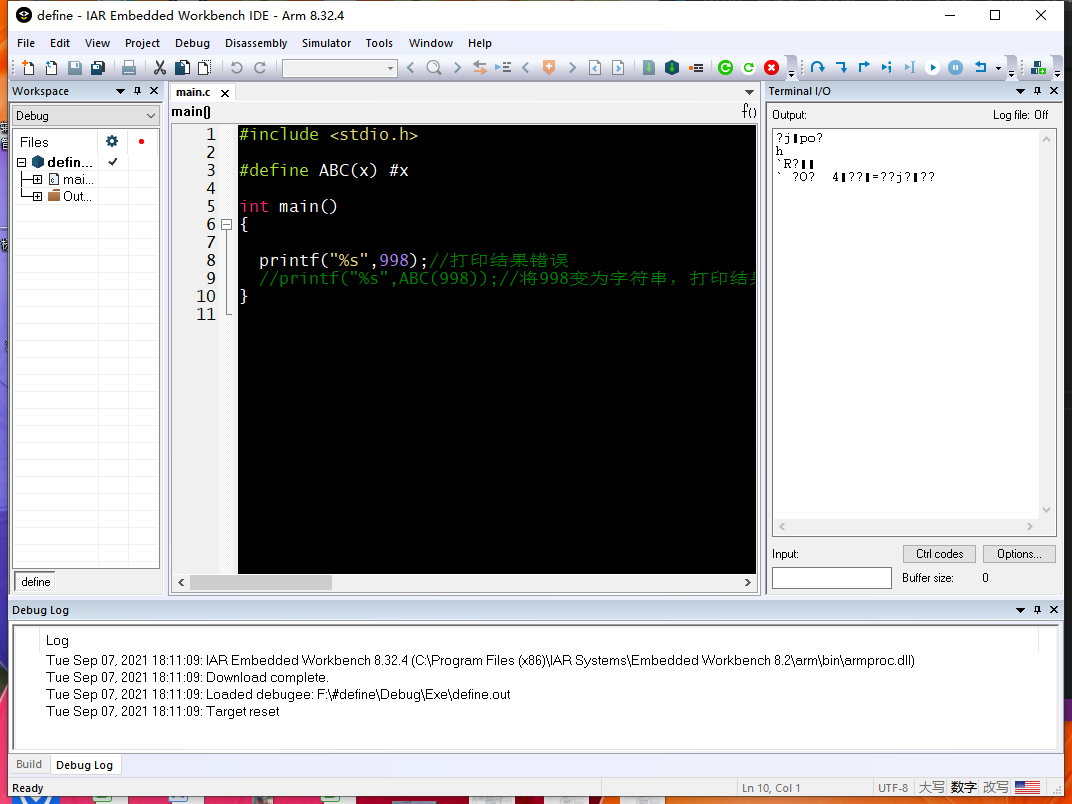 define - IAR Embedded Workbench IDE - Arm 8.32.4
File Edit View Project Debug Disassembly Simulator Tools Window Help
Workspace
Debug
Files
defin...
mai...
Out...
define
main.c
main()
f()
1 #include <stdio.h>
2
3 #define ABC(x) #x
4
5 int main()
6 {
7
8 printf("%s",998);//打印结果错误
9 //printf("%s",ABC(998));//将998变为字符串，打印结
10 }
11
Terminal I/O
Output: Log file: Off
?j▮po?
h
`R?▮▮
` ?O? 4▮??▮=??j?▮??
Input: Ctrl codes Options...
Buffer size: 0
Debug Log
Log
Tue Sep 07, 2021 18:11:09: IAR Embedded Workbench 8.32.4 (C:\Program Files (x86)\IAR Systems\Embedded Workbench 8.2\arm\bin\armproc.dll)
Tue Sep 07, 2021 18:11:09: Download complete.
Tue Sep 07, 2021 18:11:09: Loaded debugee: F:\#define\Debug\Exe\define.out
Tue Sep 07, 2021 18:11:09: Target reset
Build Debug Log
Ready Ln 10, Col 1 UTF-8 大写 数字 改写